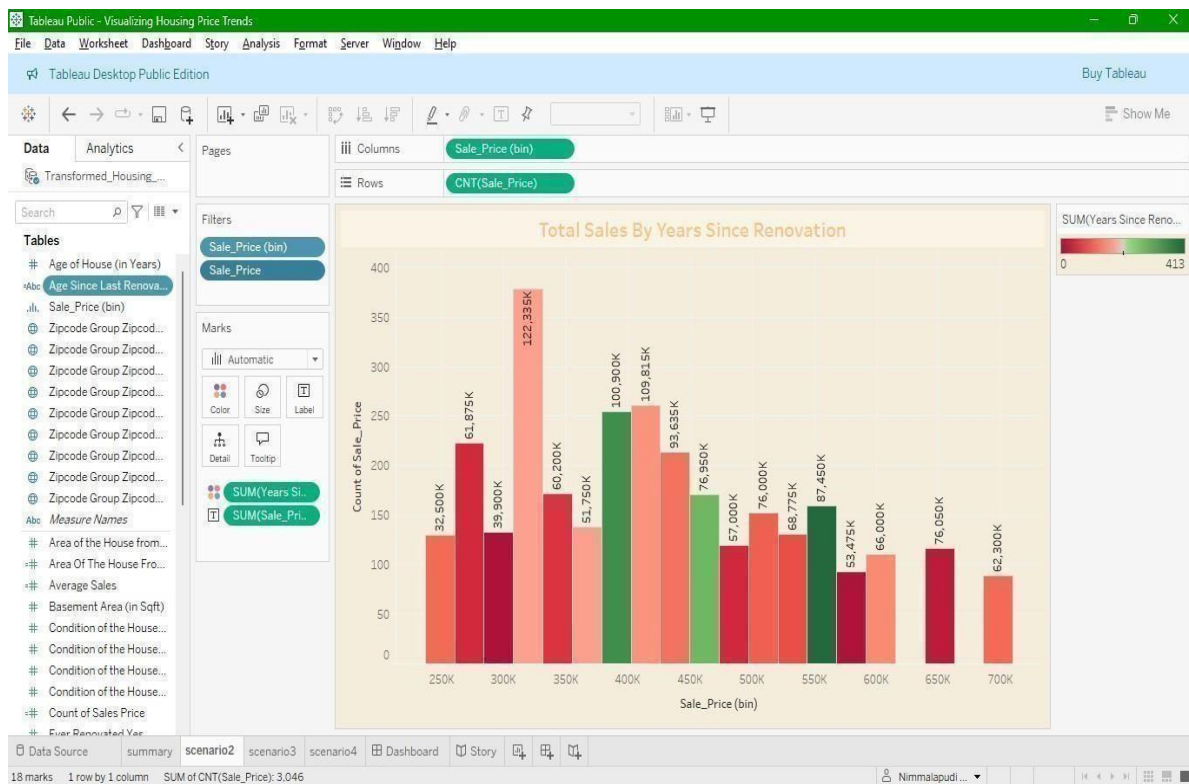 Tableau Public - Visualizing Housing Price Trends
File Data Worksheet Dashboard Story Analysis Format Server Window Help
Tableau Desktop Public Edition
Buy Tableau
Show Me
Data
Analytics
Transformed_Housing_...
Search
Tables
Age of House (in Years)
Abc Age Since Last Renova...
Sale_Price (bin)
Zipcode Group Zipcod...
Zipcode Group Zipcod...
Zipcode Group Zipcod...
Zipcode Group Zipcod...
Zipcode Group Zipcod...
Zipcode Group Zipcod...
Zipcode Group Zipcod...
Zipcode Group Zipcod...
Zipcode Group Zipcod...
Abc Measure Names
Area of the House from...
Area Of The House Fro...
Average Sales
Basement Area (in Sqft)
Condition of the House...
Condition of the House...
Condition of the House...
Condition of the House...
Count of Sales Price
Ever Renovated Yes
Pages
Filters
Sale_Price (bin)
Sale_Price
Marks
Automatic
Color Size Label
Detail Tooltip
SUM(Years Si..
SUM(Sale_Pri..
Columns
Sale_Price (bin)
Rows
CNT(Sale_Price)
Total Sales By Years Since Renovation
Count of Sale_Price
400
350
300
250
200
150
100
50
0
32,500K
61,875K
39,900K
122,335K
60,200K
51,750K
100,900K
109,815K
93,635K
76,950K
57,000K
76,000K
68,775K
87,450K
53,475K
66,000K
76,050K
62,300K
250K 300K 350K 400K 450K 500K 550K 600K 650K 700K
Sale_Price (bin)
SUM(Years Since Reno...
0 413
Data Source summary scenario2 scenario3 scenario4 Dashboard Story
18 marks 1 row by 1 column SUM of CNT(Sale_Price): 3,046
Nimmalapudi ...